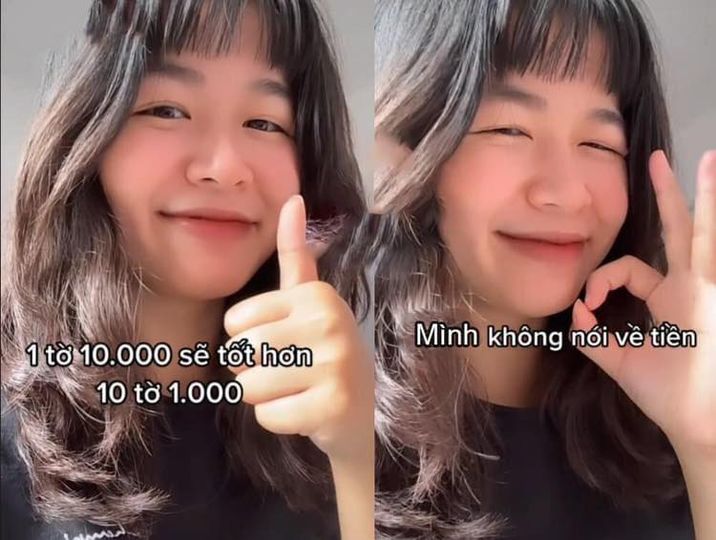 1 tờ 10.000 sẽ tốt hơn
10 tờ 1.000
Mình không nói về tiền